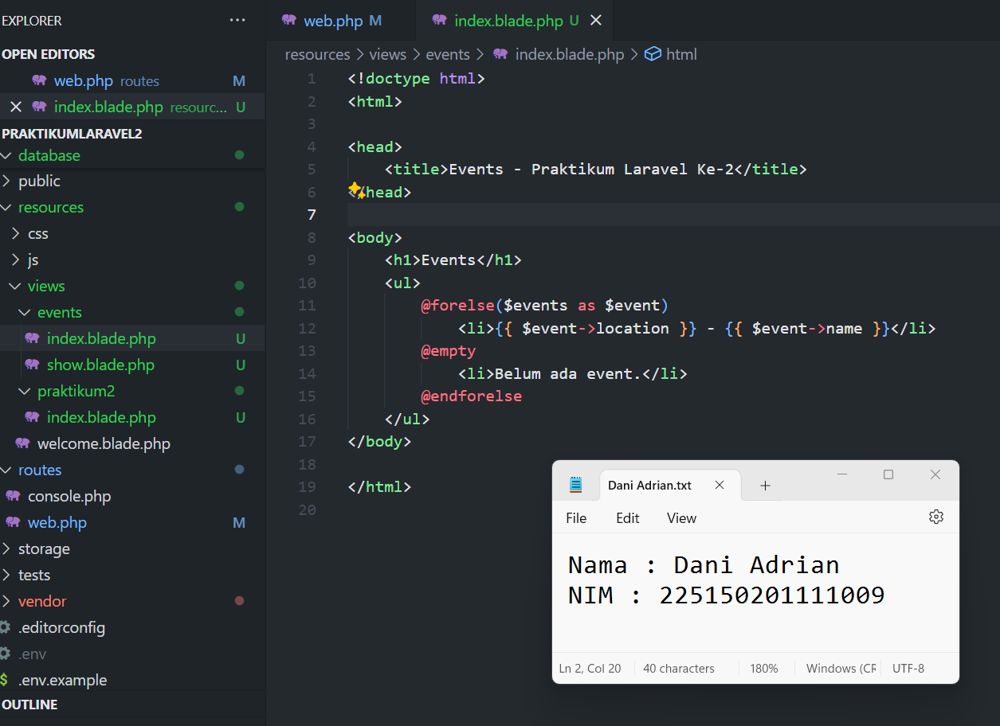 EXPLORER ···
OPEN EDITORS
web.php routes M
index.blade.php resourc... U
PRAKTIKUMLARAVEL2
database
public
resources
css
js
views
events
index.blade.php U
show.blade.php U
praktikum2
index.blade.php U
welcome.blade.php
routes
console.php
web.php M
storage
tests
vendor
.editorconfig
.env
$ .env.example
OUTLINE
web.php M index.blade.php U
resources > views > events > index.blade.php > html
1 <!doctype html>
2 <html>
3
4 <head>
5 <title>Events - Praktikum Laravel Ke-2</title>
6 </head>
7
8 <body>
9 <h1>Events</h1>
10 <ul>
11 @forelse($events as $event)
12 <li>{{ $event->location }} - {{ $event->name }}</li>
13 @empty
14 <li>Belum ada event.</li>
15 @endforelse
16 </ul>
17 </body>
18
19 </html>
20
Dani Adrian.txt
File Edit View
Nama : Dani Adrian
NIM : 225150201111009
Ln 2, Col 20 40 characters 180% Windows (CR UTF-8